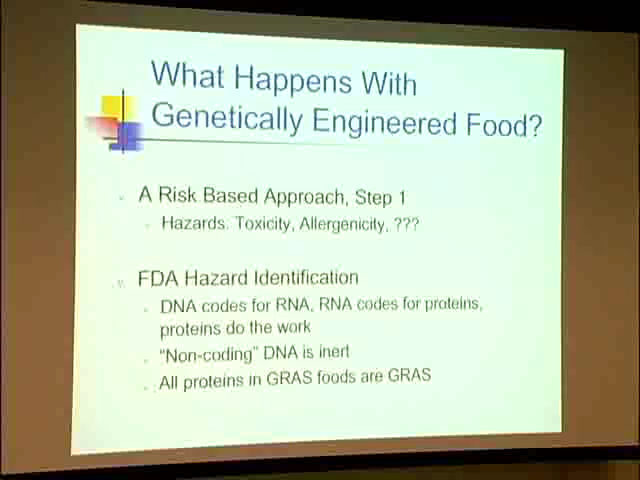 What Happens With
Genetically Engineered Food?
A Risk Based Approach, Step 1
Hazards: Toxicity, Allergenicity, ???
FDA Hazard Identification
DNA codes for RNA, RNA codes for proteins,
proteins do the work
"Non-coding" DNA is inert
All proteins in GRAS foods are GRAS